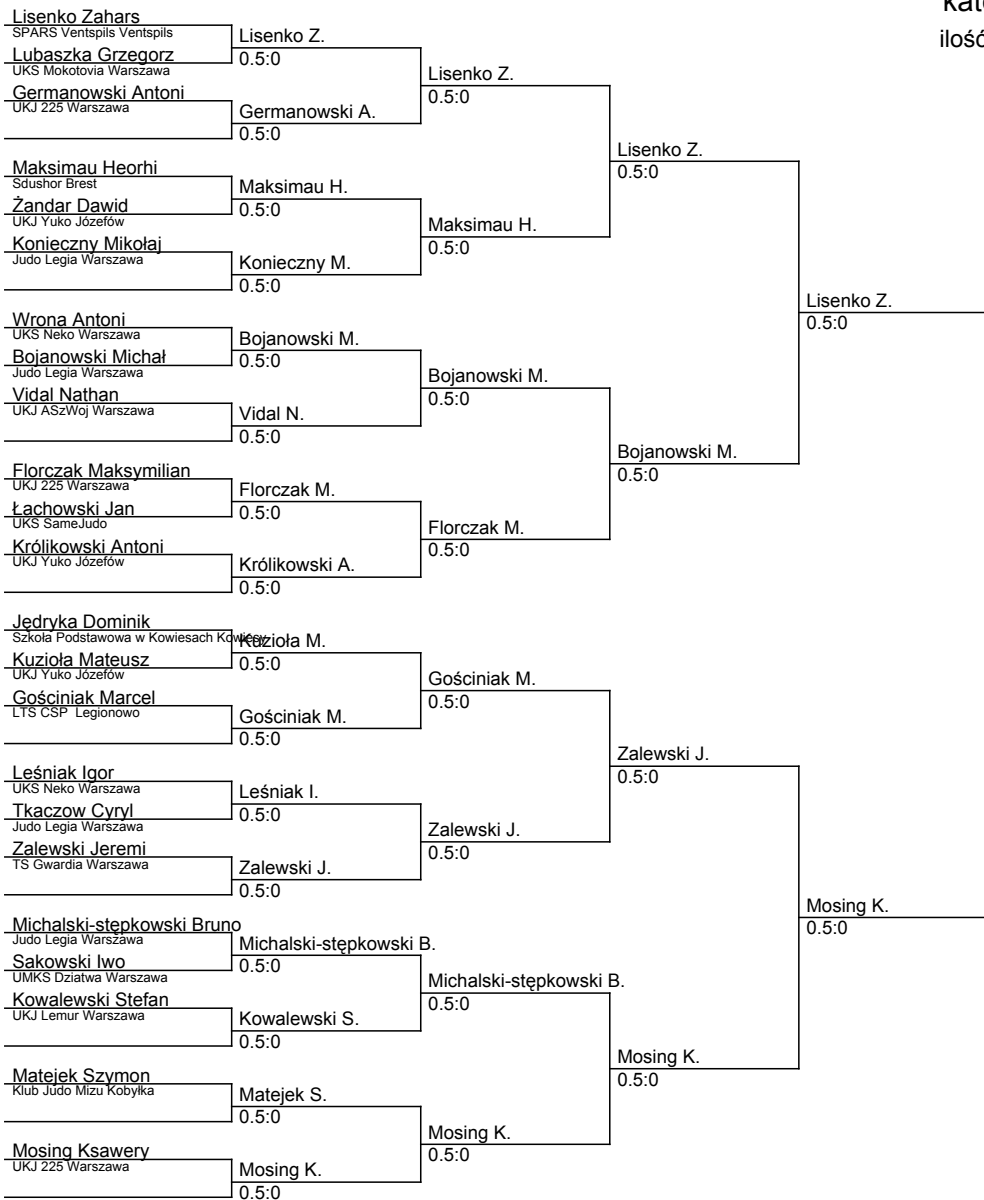 Lisenko Zahars
SPARS Ventspils Ventspils
Lubaszka Grzegorz
UKS Mokotovia Warszawa
Germanowski Antoni
UKJ 225 Warszawa
Maksimau Heorhi
Sdushor Brest
Żandar Dawid
UKJ Yuko Józefów
Konieczny Mikołaj
Judo Legia Warszawa
Wrona Antoni
UKS Neko Warszawa
Bojanowski Michał
Judo Legia Warszawa
Vidal Nathan
UKJ ASzWoj Warszawa
Florczak Maksymilian
UKJ 225 Warszawa
Łachowski Jan
UKS SameJudo
Królikowski Antoni
UKJ Yuko Józefów
Jędryka Dominik
Szkoła Podstawowa w Kowiesach Kowiesy
Kuzioła Mateusz
UKJ Yuko Józefów
Gościniak Marcel
LTS CSP Legionowo
Leśniak Igor
UKS Neko Warszawa
Tkaczow Cyryl
Judo Legia Warszawa
Zalewski Jeremi
TS Gwardia Warszawa
Michalski-stępkowski Bruno
Judo Legia Warszawa
Sakowski Iwo
UMKS Dziatwa Warszawa
Kowalewski Stefan
UKJ Lemur Warszawa
Matejek Szymon
Klub Judo Mizu Kobyłka
Mosing Ksawery
UKJ 225 Warszawa
Lisenko Z.
0.5:0
Germanowski A.
0.5:0
Maksimau H.
0.5:0
Konieczny M.
0.5:0
Bojanowski M.
0.5:0
Vidal N.
0.5:0
Florczak M.
0.5:0
Królikowski A.
0.5:0
Kuzioła M.
0.5:0
Gościniak M.
0.5:0
Leśniak I.
0.5:0
Zalewski J.
0.5:0
Michalski-stępkowski B.
0.5:0
Kowalewski S.
0.5:0
Matejek S.
0.5:0
Mosing K.
0.5:0
Lisenko Z.
0.5:0
Maksimau H.
0.5:0
Bojanowski M.
0.5:0
Florczak M.
0.5:0
Gościniak M.
0.5:0
Zalewski J.
0.5:0
Michalski-stępkowski B.
0.5:0
Mosing K.
0.5:0
Lisenko Z.
0.5:0
Bojanowski M.
0.5:0
Zalewski J.
0.5:0
Mosing K.
0.5:0
Lisenko Z.
0.5:0
Mosing K.
0.5:0
ilość